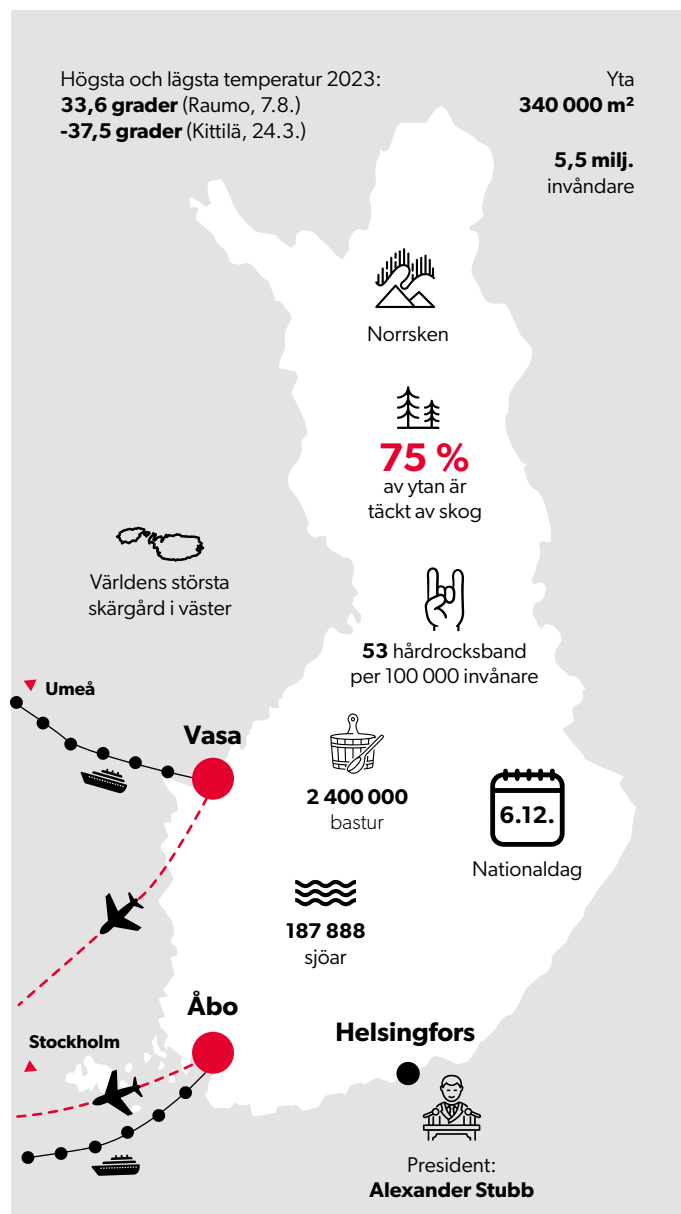 Högsta och lägsta temperatur 2023:
33,6 grader (Raumo, 7.8.)
-37,5 grader (Kittilä, 24.3.)
Yta
340 000 m²
5,5 milj.
invåndare
Norrsken
75 %
av ytan är
täckt av skog
Världens största
skärgård i väster
53 hårdrocksband
per 100 000 invånare
Umeå
Vasa
2 400 000
bastur
6.12.
Nationaldag
187 888
sjöar
Åbo
Stockholm
Helsingfors
President:
Alexander Stubb